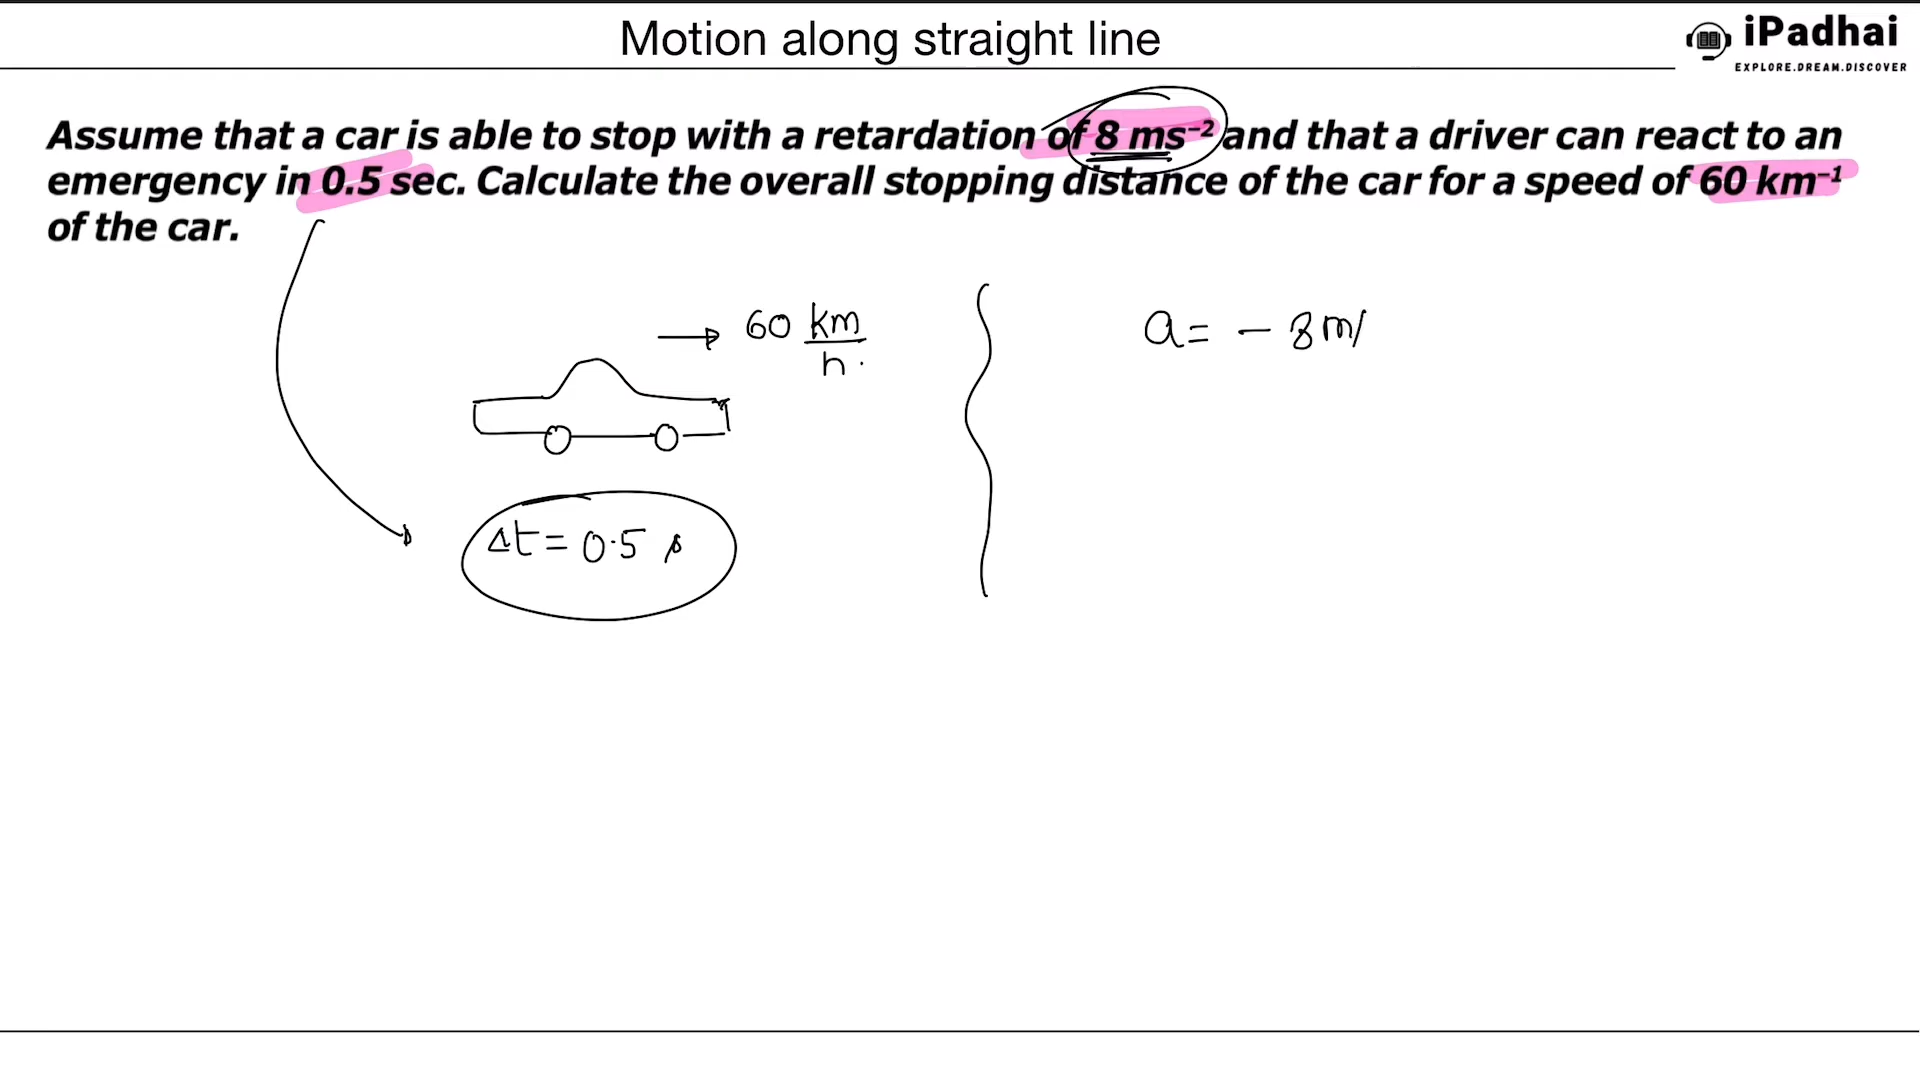 Motion along straight line
iPadhai
EXPLORE.DREAM.DISCOVER
Assume that a car is able to stop with a retardation of 8 ms⁻² and that a driver can react to an
emergency in 0.5 sec. Calculate the overall stopping distance of the car for a speed of 60 km⁻¹
of the car.
60 km/h.
a = - 8 m/
Δt = 0.5 s